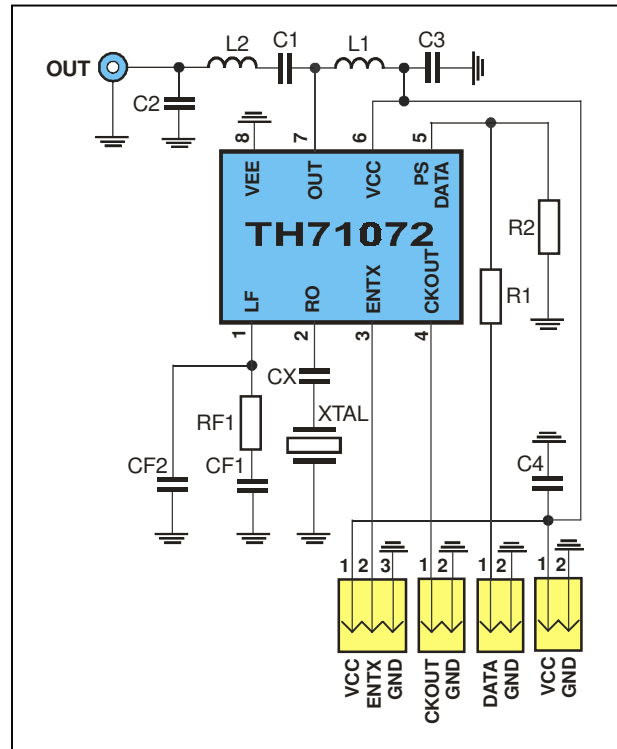 L2 C1 L1 C3
OUT
C2
8 7 6 5
VEE OUT VCC PS DATA
TH71072
R2
R1
LF RO ENTX CKOUT
1 2 3 4
CX
RF1
XTAL
CF2 CF1
C4
1 2 3 1 2 1 2 1 2
VCC ENTX GND CKOUT GND DATA GND VCC GND